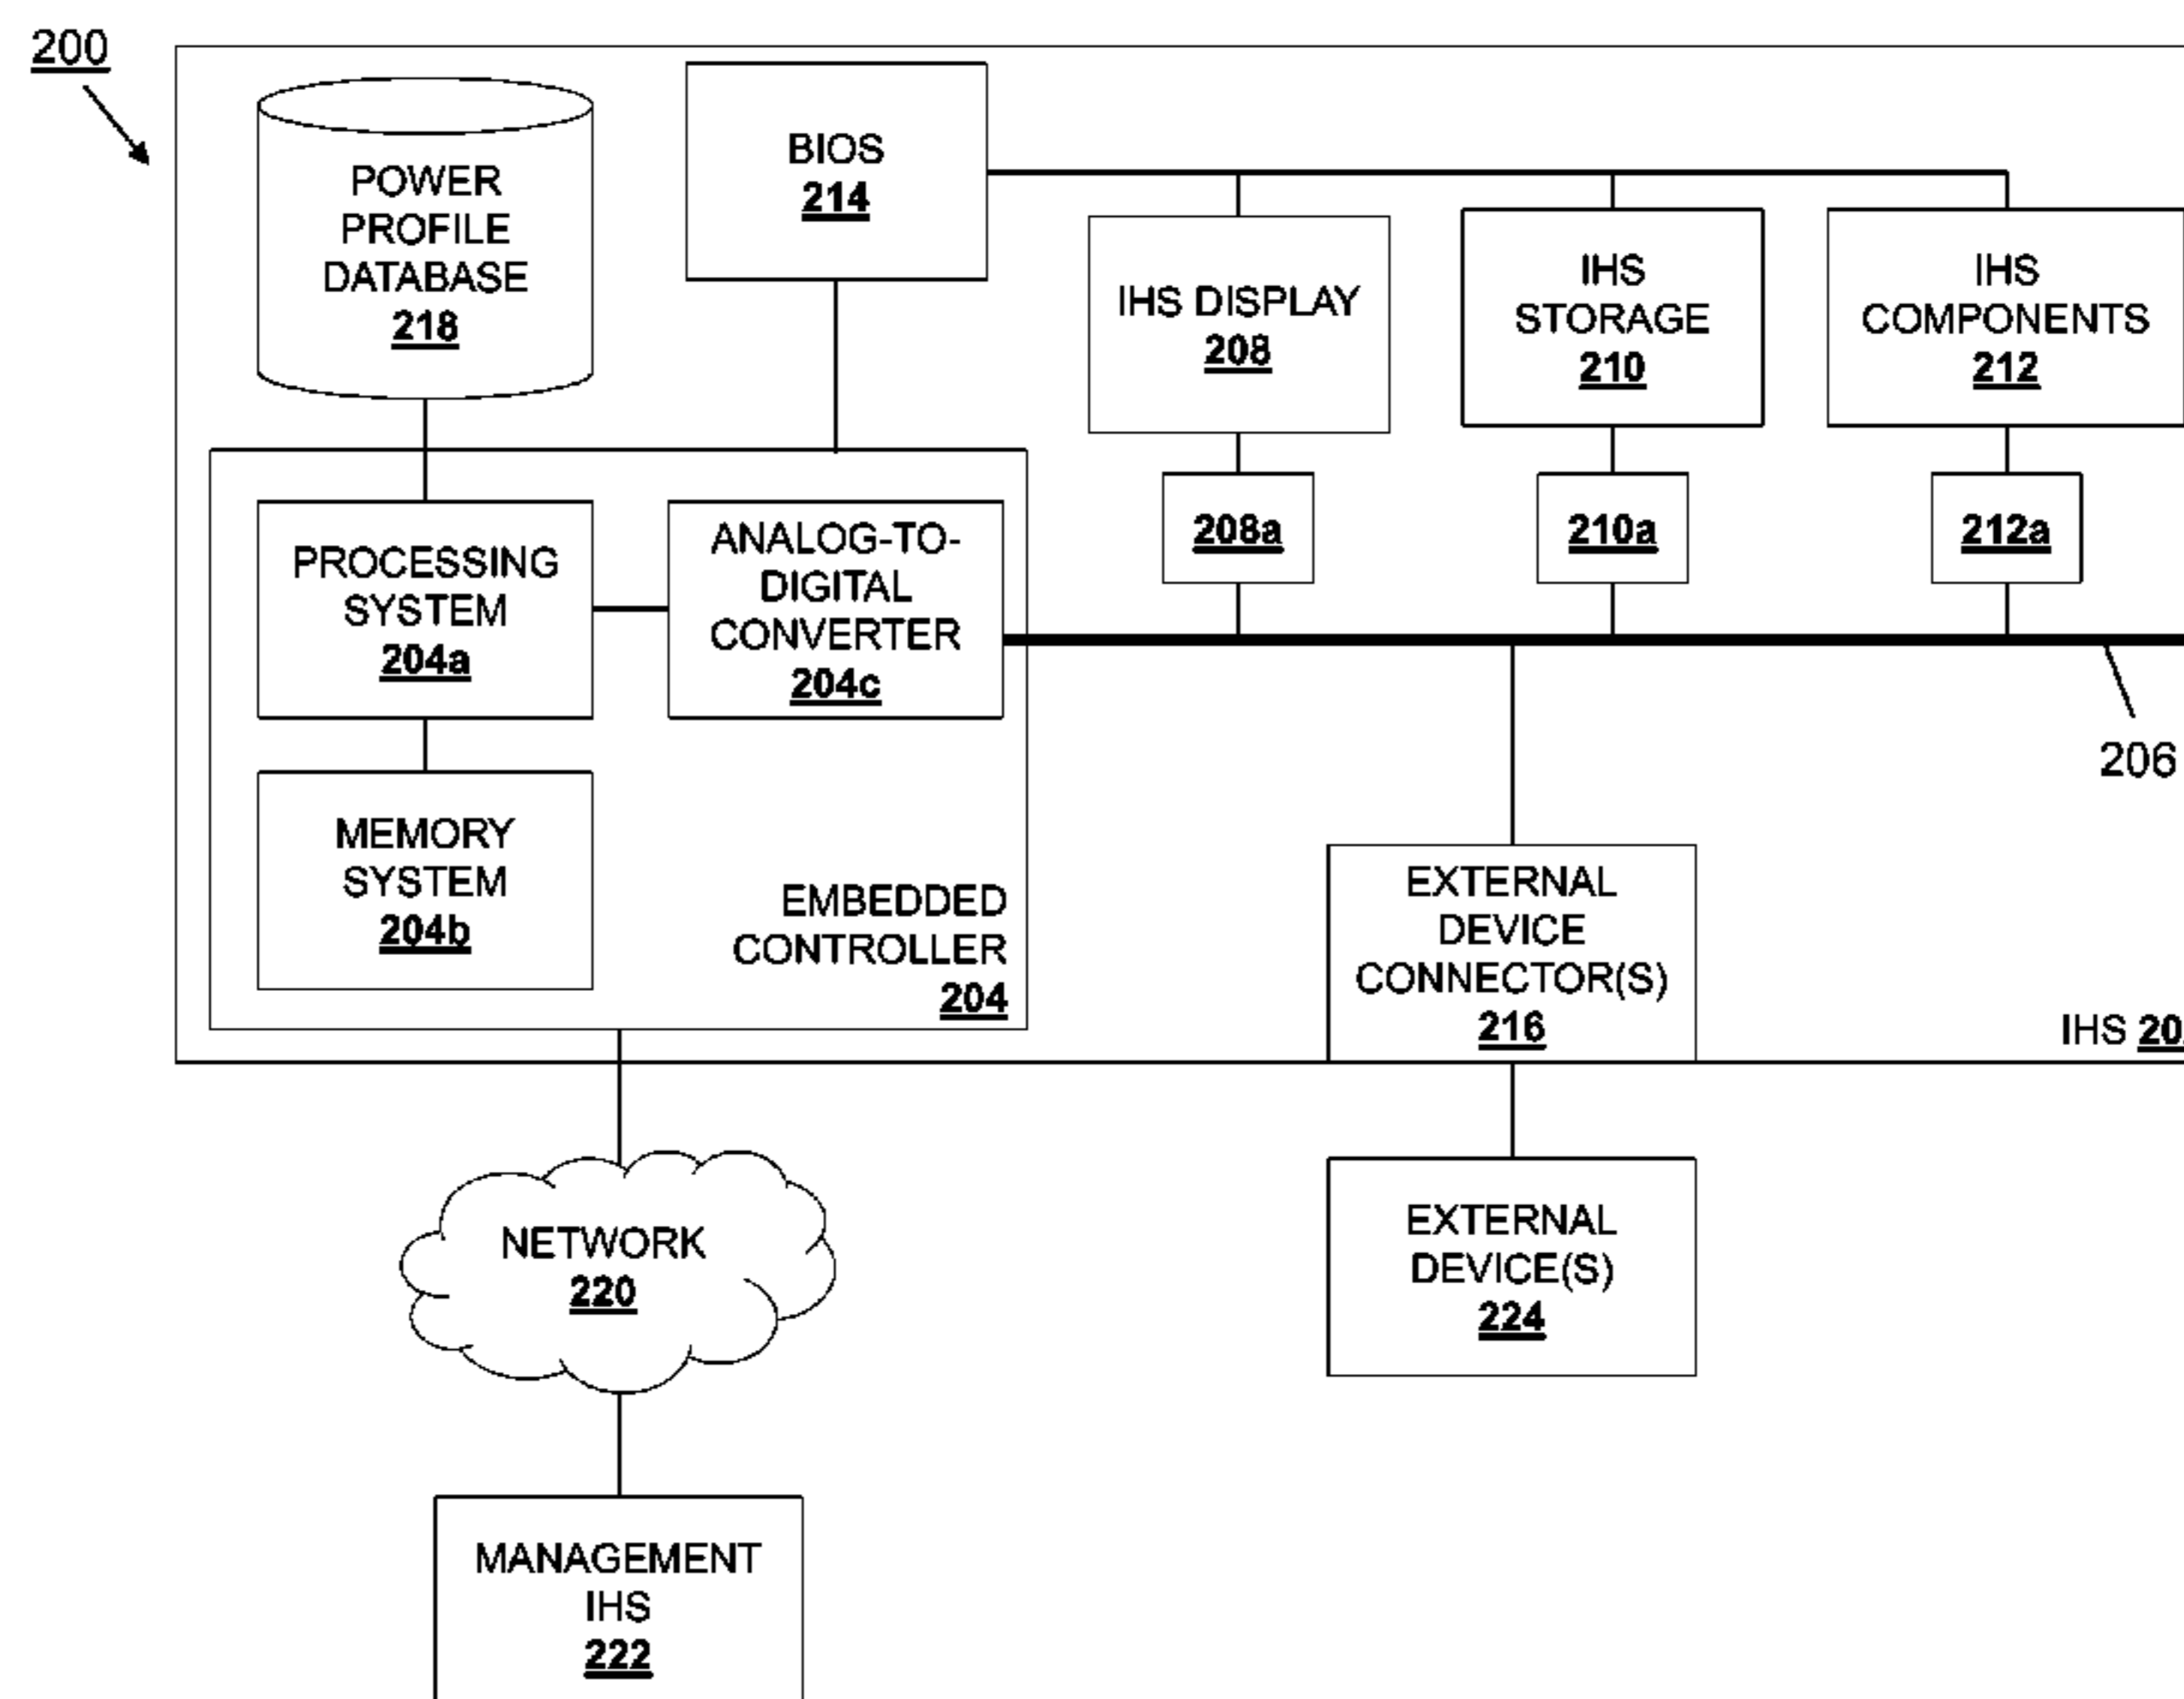 200
POWER
PROFILE
DATABASE
218
BIOS
214
IHS DISPLAY
208
IHS
STORAGE
210
IHS
COMPONENTS
212
208a
210a
212a
PROCESSING
SYSTEM
204a
ANALOG-TO-
DIGITAL
CONVERTER
204c
206
MEMORY
SYSTEM
204b
EMBEDDED
CONTROLLER
204
EXTERNAL
DEVICE
CONNECTOR(S)
216
IHS
NETWORK
220
EXTERNAL
DEVICE(S)
224
MANAGEMENT
IHS
222